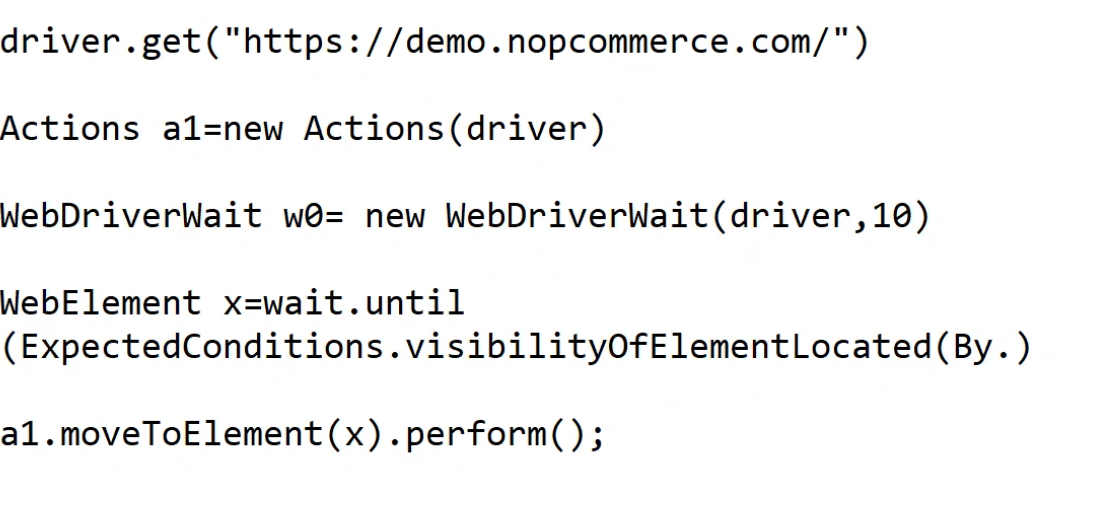 driver.get("https://demo.nopcommerce.com/")
Actions a1=new Actions(driver)
WebDriverWait w0= new WebDriverWait(driver,10)
WebElement x=wait.until
(ExpectedConditions.visibilityOfElementLocated(By.)
a1.moveToElement(x).perform();